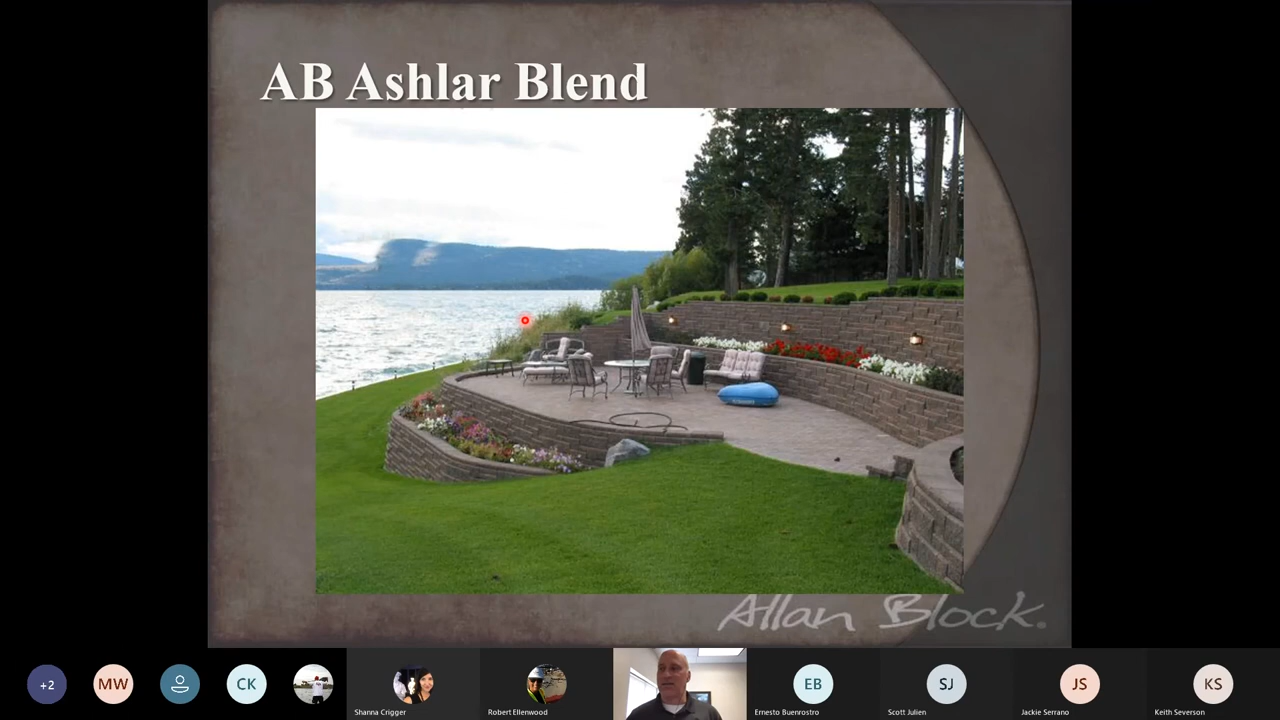 AB Ashlar Blend
Allan Block.
+2
MW
CK
Shanna Crigger
Robert Ellenwood
EB
Ernesto Buenrostro
SJ
Scott Julien
JS
Jackie Serrano
KS
Keith Severson